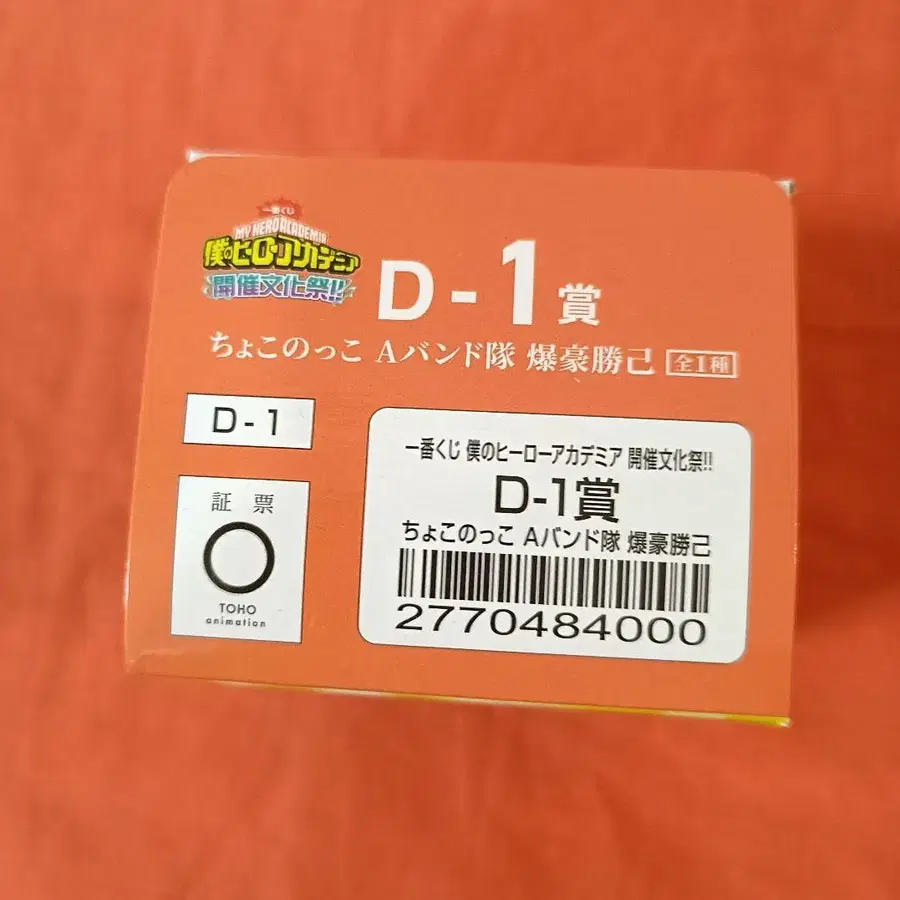 一番くじ
MY HERO ACADEMIA
僕のヒーローアカデミア
開催文化祭!!
D-1賞
ちょこのっこ Aバンド隊 爆豪勝己 全1種
D-1
証票
TOHO
animation
一番くじ 僕のヒーローアカデミア 開催文化祭!!
D-1賞
ちょこのっこ Aバンド隊 爆豪勝己
2770484000